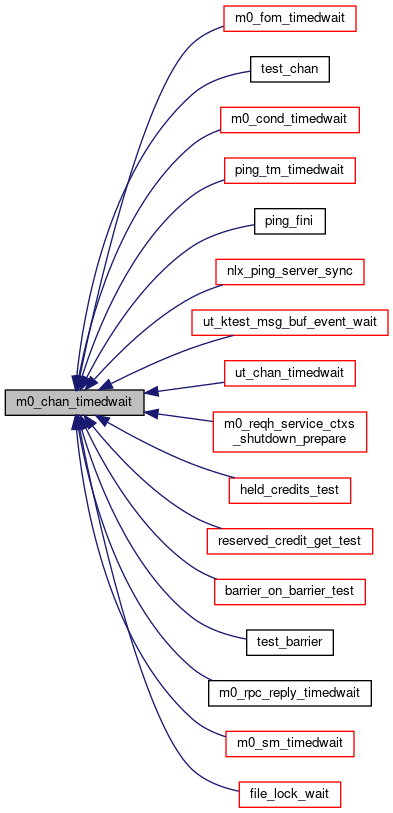 m0_fom_timedwait
test_chan
m0_cond_timedwait
ping_tm_timedwait
ping_fini
nlx_ping_server_sync
ut_ktest_msg_buf_event_wait
ut_chan_timedwait
m0_chan_timedwait
m0_reqh_service_ctxs
_shutdown_prepare
held_credits_test
reserved_credit_get_test
barrier_on_barrier_test
test_barrier
m0_rpc_reply_timedwait
m0_sm_timedwait
file_lock_wait